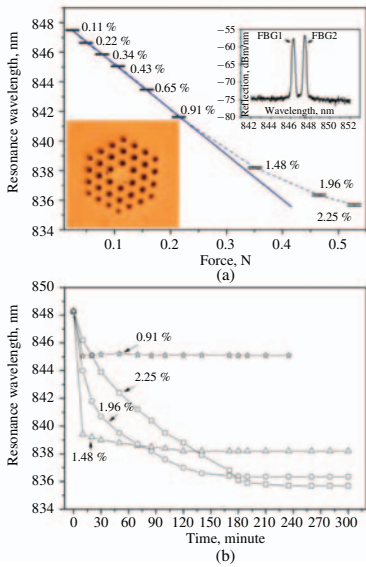 848
846
844
842
840
838
836
834
Resonance wavelength, nm
0.11 %
0.22 %
0.34 %
0.43 %
0.65 %
0.91 %
1.48 %
1.96 %
2.25 %
−55
−60
−65
−70
−75
−80
Reflection, dBm/nm
FBG1
FBG2
Wavelength, nm
842 844 846 848 850 852
0.1 0.2 0.3 0.4 0.5
Force, N
(a)
850
848
846
844
842
840
838
836
834
Resonance wavelength, nm
0.91 %
2.25 %
1.96 %
1.48 %
0 30 60 90 120 150 180 210 240 270 300
Time, minute
(b)